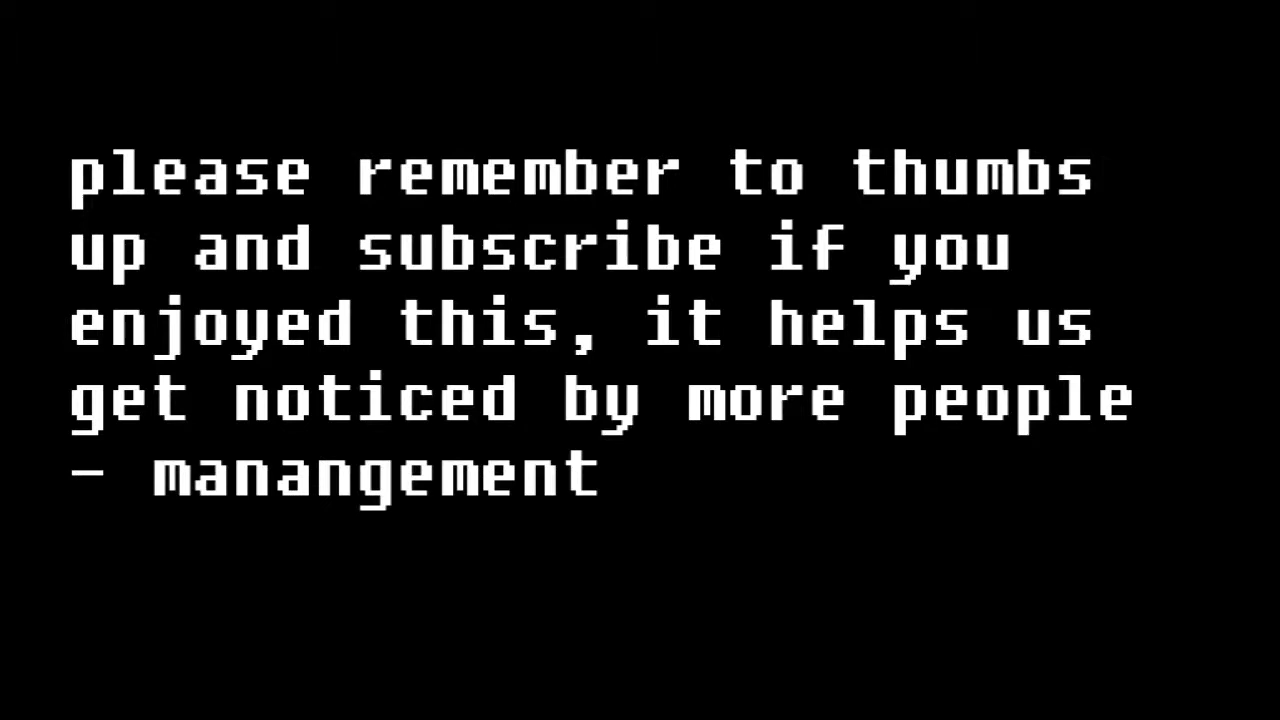 please remember to thumbs
up and subscribe if you
enjoyed this, it helps us
get noticed by more people
- manangement